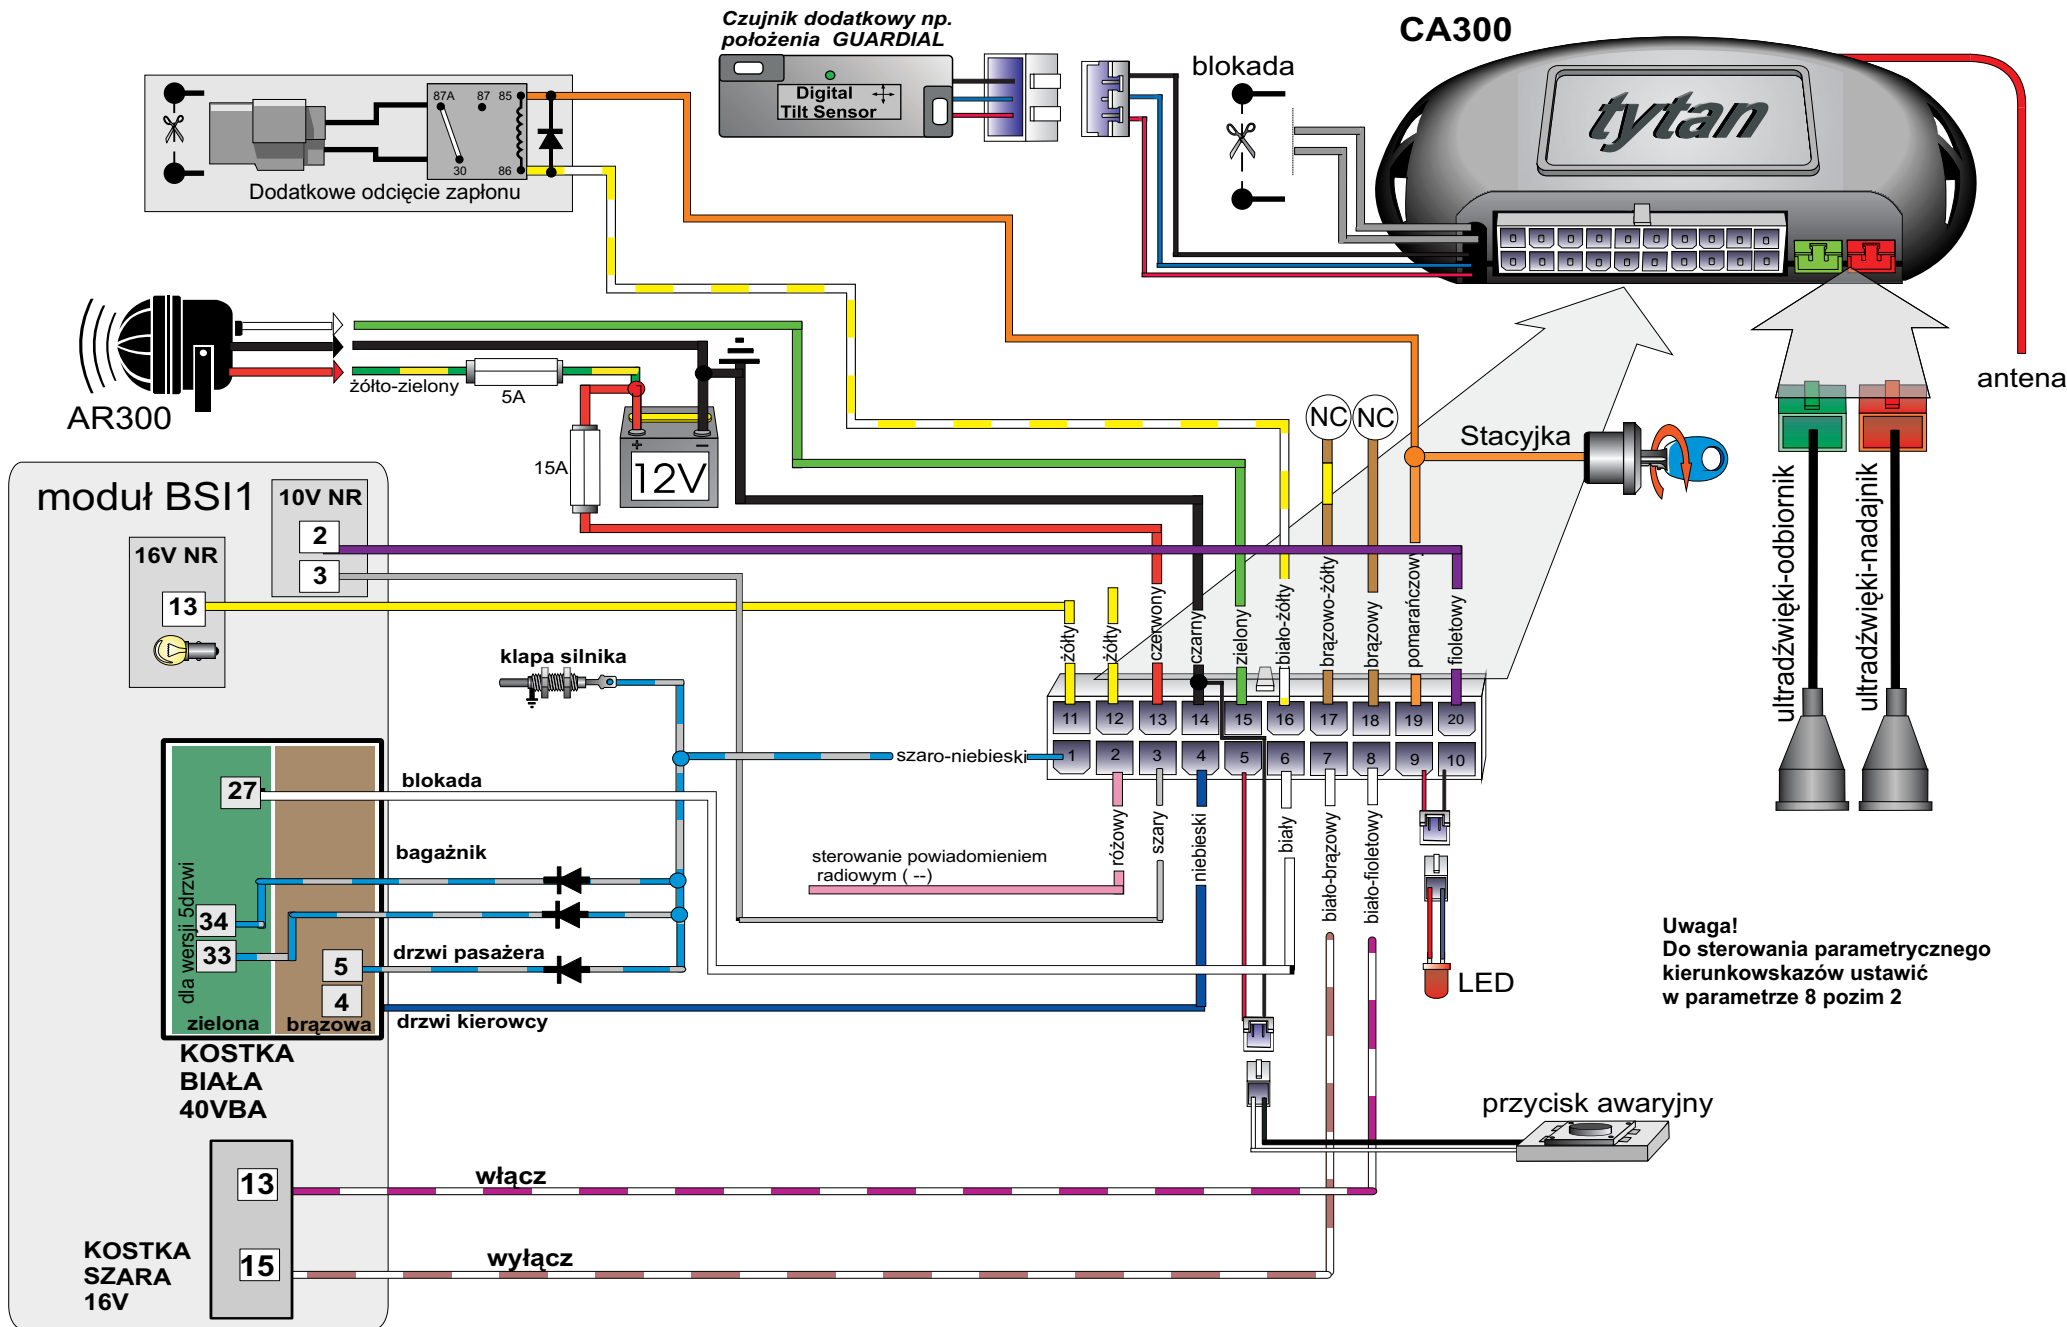 Czujnik dodatkowy np.
położenia GUARDIAL
CA300
blokada
Digital
Tilt Sensor
tytan
87A
87
85
30
86
Dodatkowe odcięcie zapłonu
antena
AR300
żółto-zielony
5A
15A
+
−
12V
NC
NC
Stacyjka
ultradźwięki-odbiornik
ultradźwięki-nadajnik
moduł BSI1
10V NR
2
3
16V NR
13
klapa silnika
żółty
żółty
czerwony
czarny
zielony
biało-żółty
brązowo-żółty
brązowy
pomarańczowy
fioletowy
11
12
13
14
15
16
17
18
19
20
1
2
3
4
5
6
7
8
9
10
szaro-niebieski
różowy
szary
niebieski
biały
biało-brązowy
biało-fioletowy
sterowanie powiadomieniem
radiowym ( --)
27
blokada
bagażnik
dla wersji 5drzwi
34
33
5
4
drzwi pasażera
drzwi kierowcy
zielona
brązowa
KOSTKA
BIAŁA
40VBA
LED
Uwaga!
Do sterowania parametrycznego
kierunkowskazów ustawić
w parametrze 8 pozim 2
przycisk awaryjny
13
włącz
15
wyłącz
KOSTKA
SZARA
16V